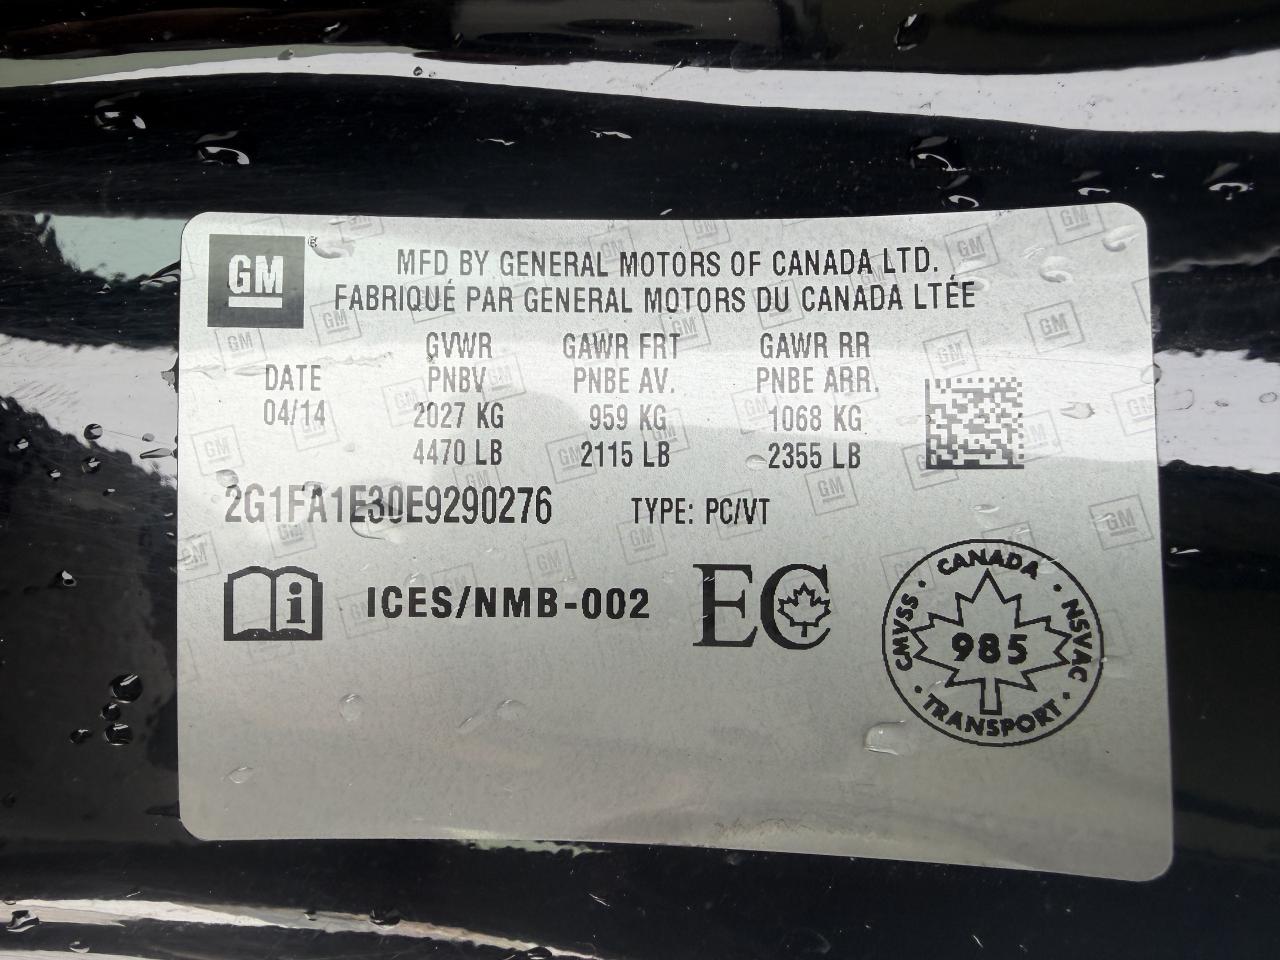 GM
MFD BY GENERAL MOTORS OF CANADA LTD.
FABRIQUÉ PAR GENERAL MOTORS DU CANADA LTÉE
GVWR GAWR FRT GAWR RR
DATE PNBV PNBE AV. PNBE ARR.
04/14 2027 KG 959 KG 1068 KG
4470 LB 2115 LB 2355 LB
2G1FA1E30E9290276 TYPE: PC/VT
i ICES/NMB-002 EC
CANADA
CMVSS 985 NSVAC
TRANSPORT